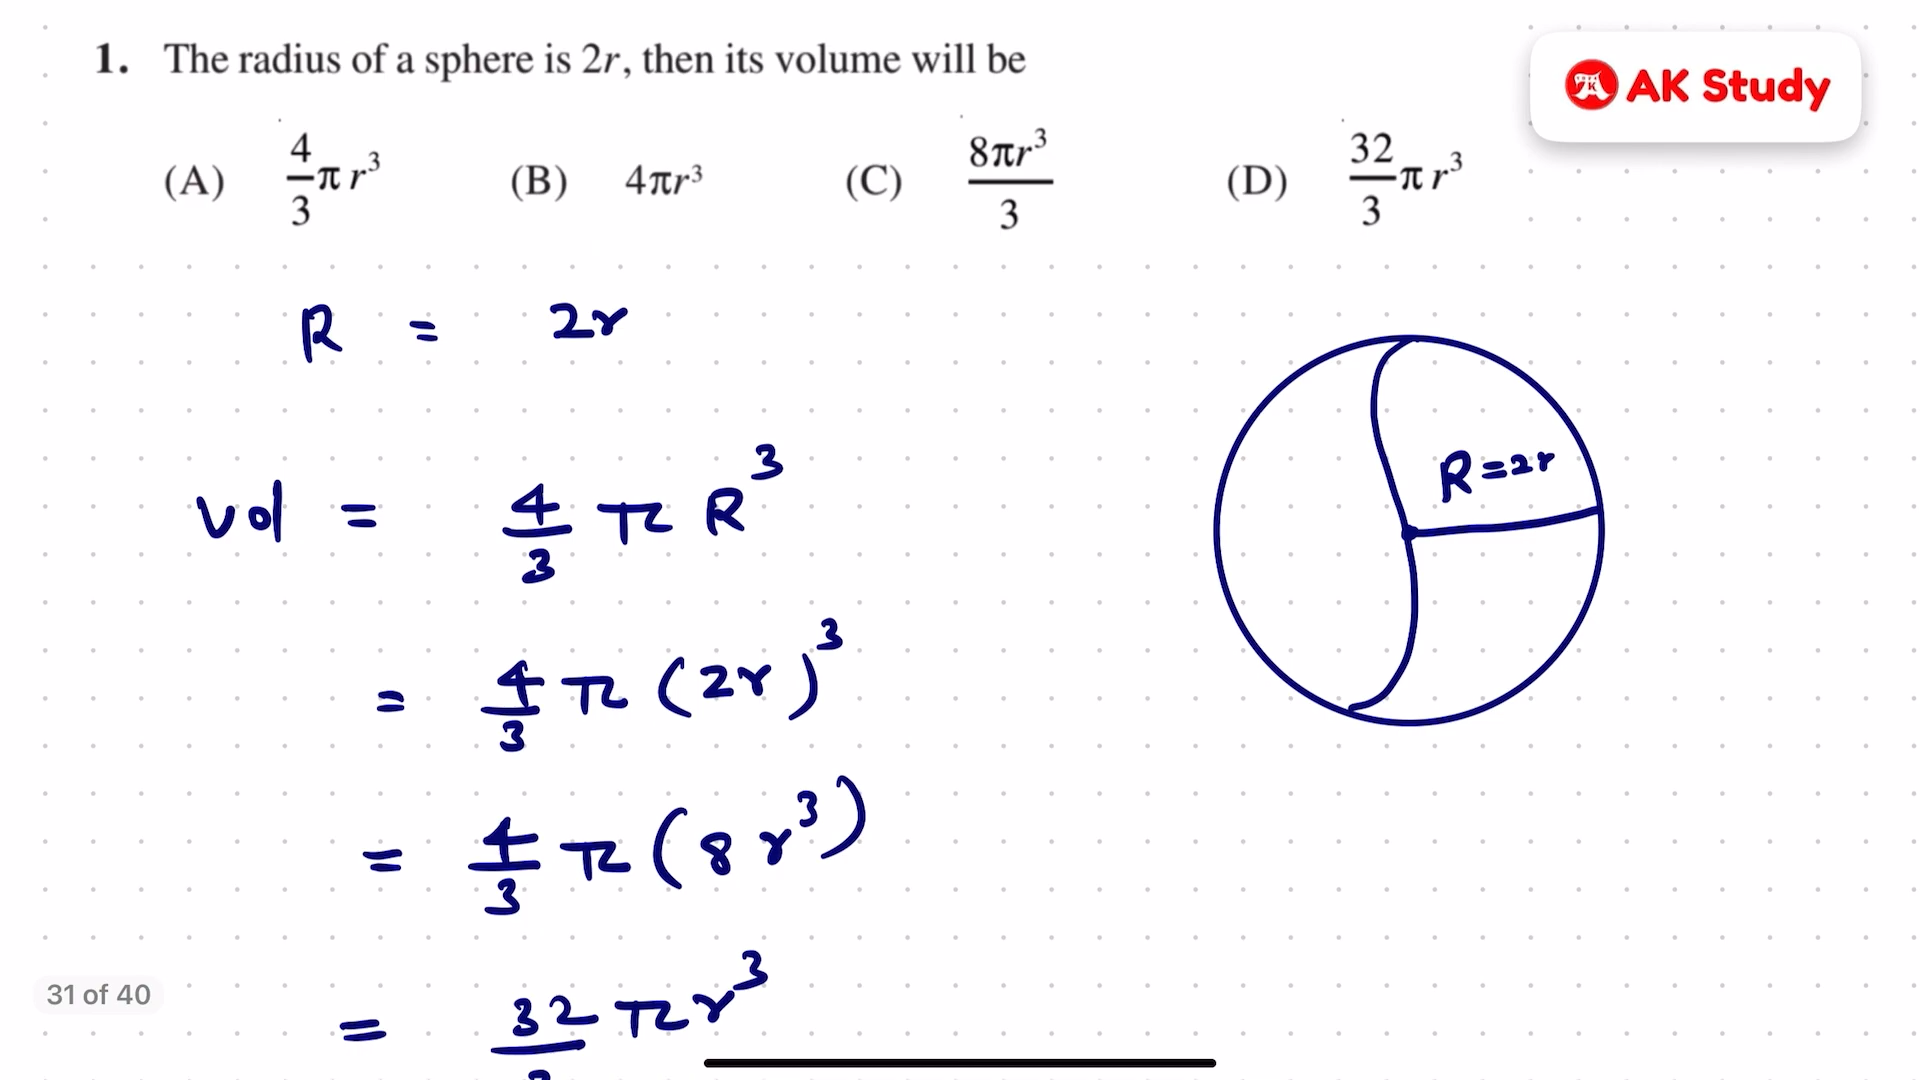 1. The radius of a sphere is 2r, then its volume will be
AK Study
(A) 4/3 π r³ (B) 4πr³ (C) 8πr³/3 (D) 32/3 π r³
R = 2r
R=2r
Vol = 4/3 π R³
= 4/3 π (2r)³
= 4/3 π (8 r³)
31 of 40
= 32 π r³